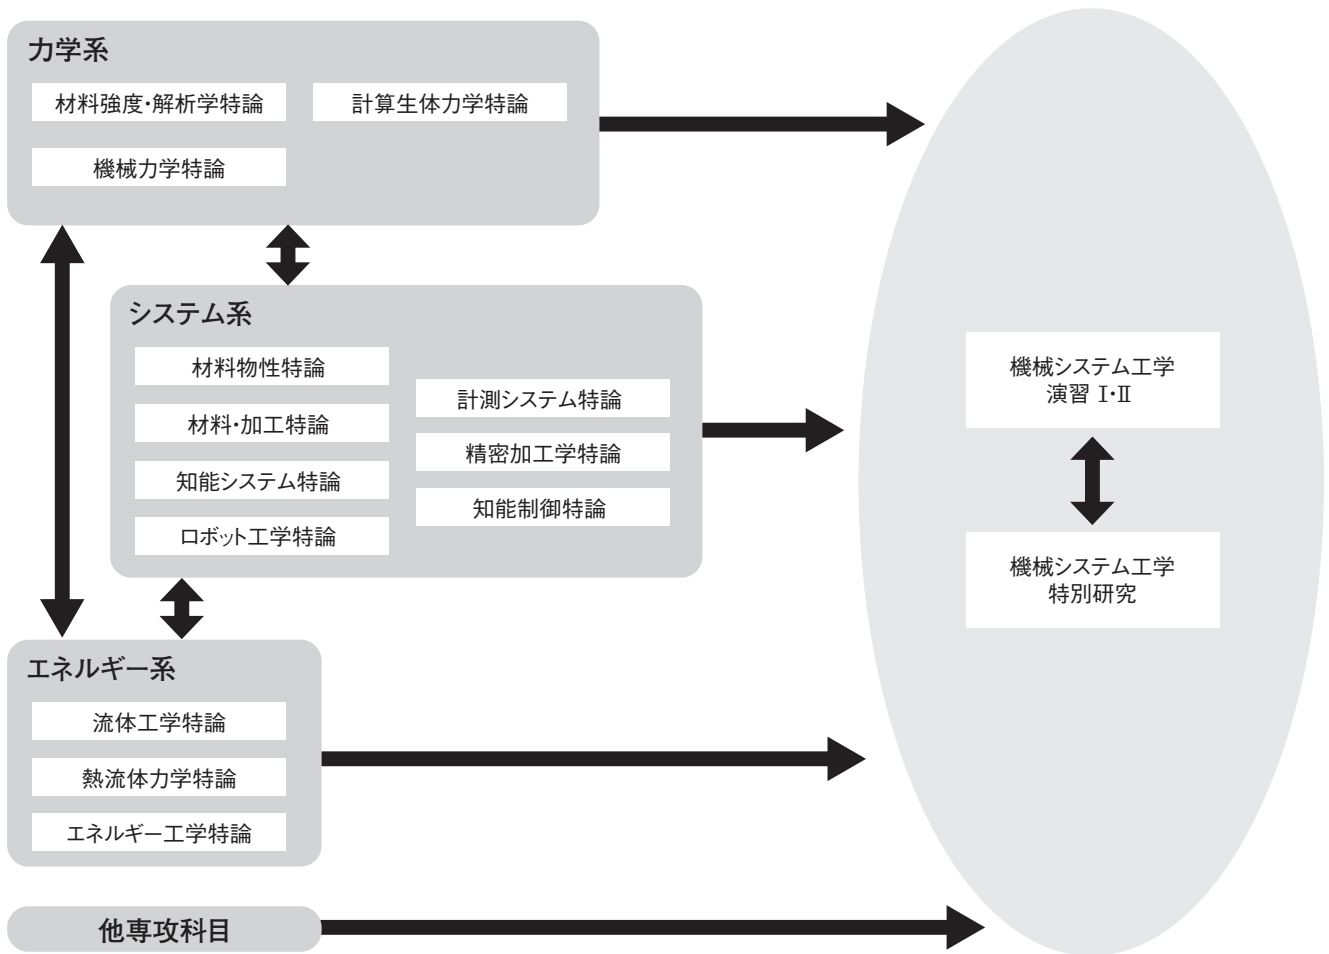 力学系
材料強度・解析学特論
計算生体力学特論
機械力学特論
システム系
材料物性特論
材料・加工特論
知能システム特論
ロボット工学特論
計測システム特論
精密加工学特論
知能制御特論
エネルギー系
流体工学特論
熱流体力学特論
エネルギー工学特論
他専攻科目
機械システム工学
演習 Ⅰ・Ⅱ
機械システム工学
特別研究